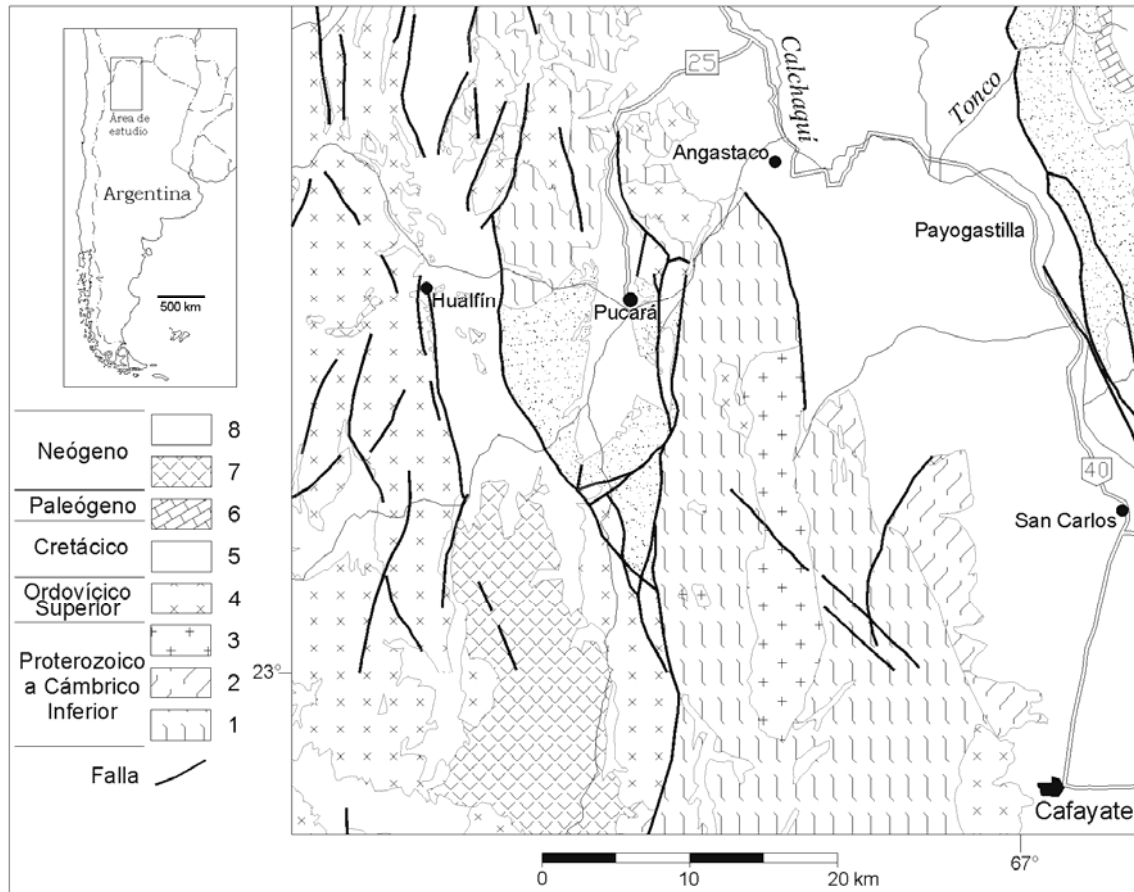 Área de
estudio
Argentina
500 km
Neógeno
8
7
Paleógeno
6
Cretácico
5
Ordovícico
Superior
4
Proterozoico
a Cámbrico
Inferior
3
2
1
Falla
25
Calchaquí
Tonco
Angastaco
Payogastilla
Hualfín
Pucará
40
San Carlos
23°
Cafayate
67°
0
10
20 km